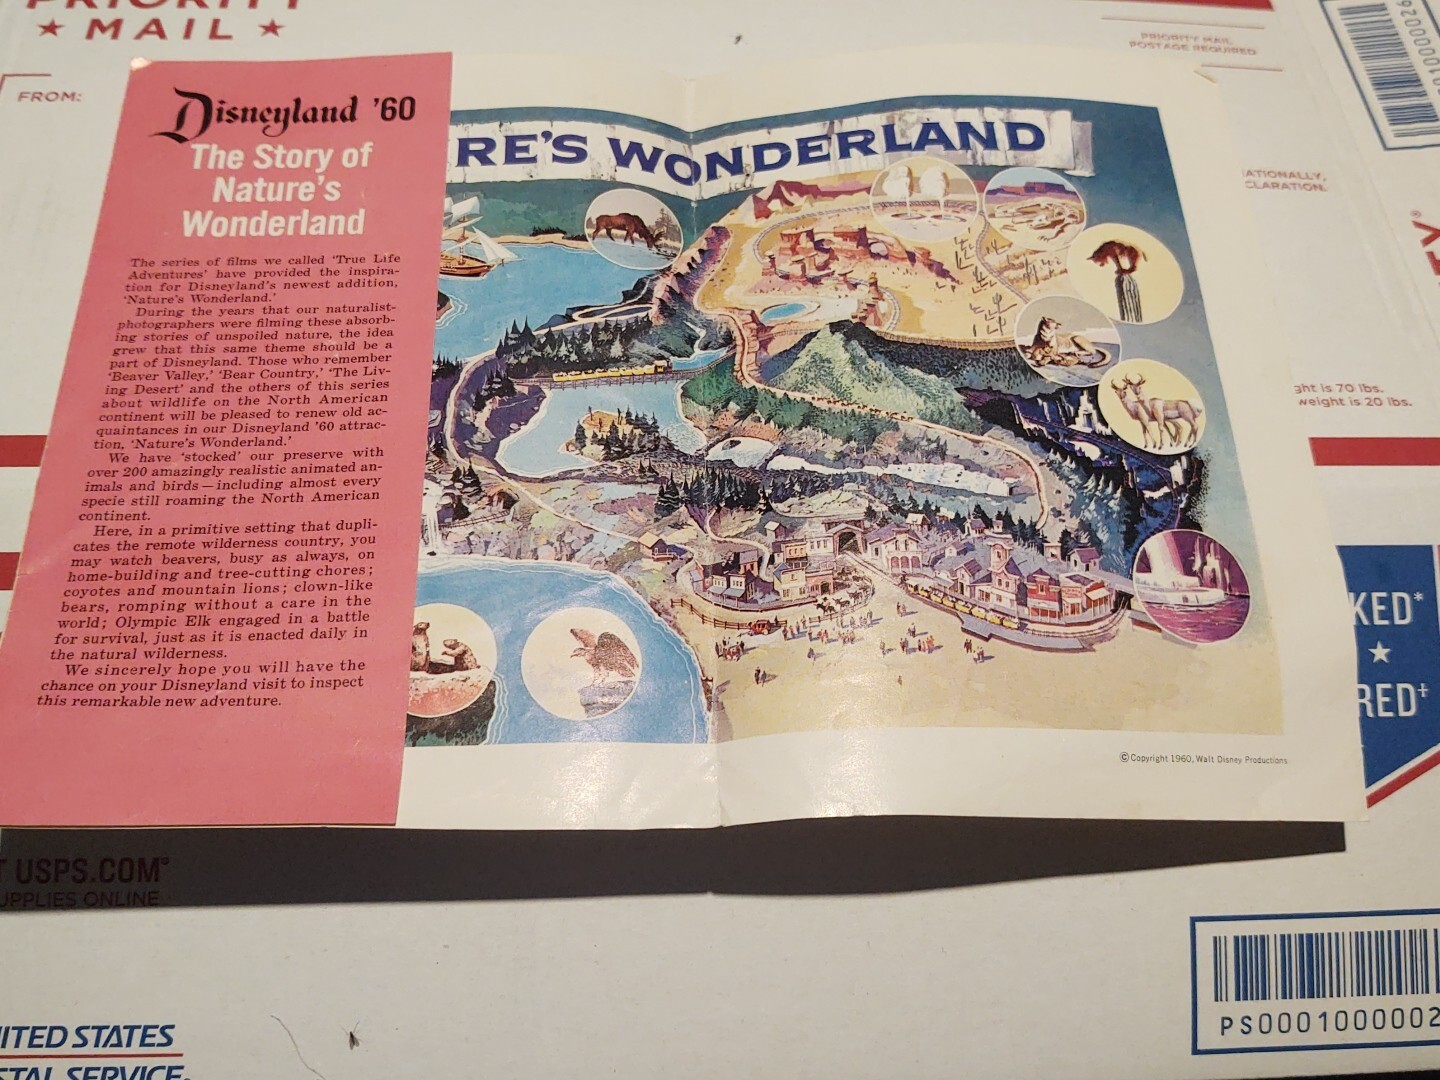 PRIORITY
★ MAIL ★
FROM:
PRIORITY MAIL
POSTAGE REQUIRED
Disneyland '60
The Story of
Nature's
Wonderland
The series of films we called 'True Life
Adventures' have provided the inspira-
tion for Disneyland's newest addition,
'Nature's Wonderland.'
During the years that our naturalist-
photographers were filming these absorb-
ing stories of unspoiled nature, the idea
grew that this same theme should be a
part of Disneyland. Those who remember
'Beaver Valley,' 'Bear Country,' 'The Liv-
ing Desert' and the others of this series
about wildlife on the North American
continent will be pleased to renew old ac-
quaintances in our Disneyland '60 attrac-
tion, 'Nature's Wonderland.'
We have 'stocked' our preserve with
over 200 amazingly realistic animated an-
imals and birds — including almost every
specie still roaming the North American
continent.
Here, in a primitive setting that dupli-
cates the remote wilderness country, you
may watch beavers, busy as always, on
home-building and tree-cutting chores;
coyotes and mountain lions; clown-like
bears, romping without a care in the
world; Olympic Elk engaged in a battle
for survival, just as it is enacted daily in
the natural wilderness.
We sincerely hope you will have the
chance on your Disneyland visit to inspect
this remarkable new adventure.
RE'S WONDERLAND
© Copyright 1960, Walt Disney Productions
ATIONALLY,
CLARATION.
ght is 70 lbs.
weight is 20 lbs.
KED*
★
RED†
T USPS.COM®
UPPLIES ONLINE.
NITED STATES
STAL SERVICE.
PS0001000002